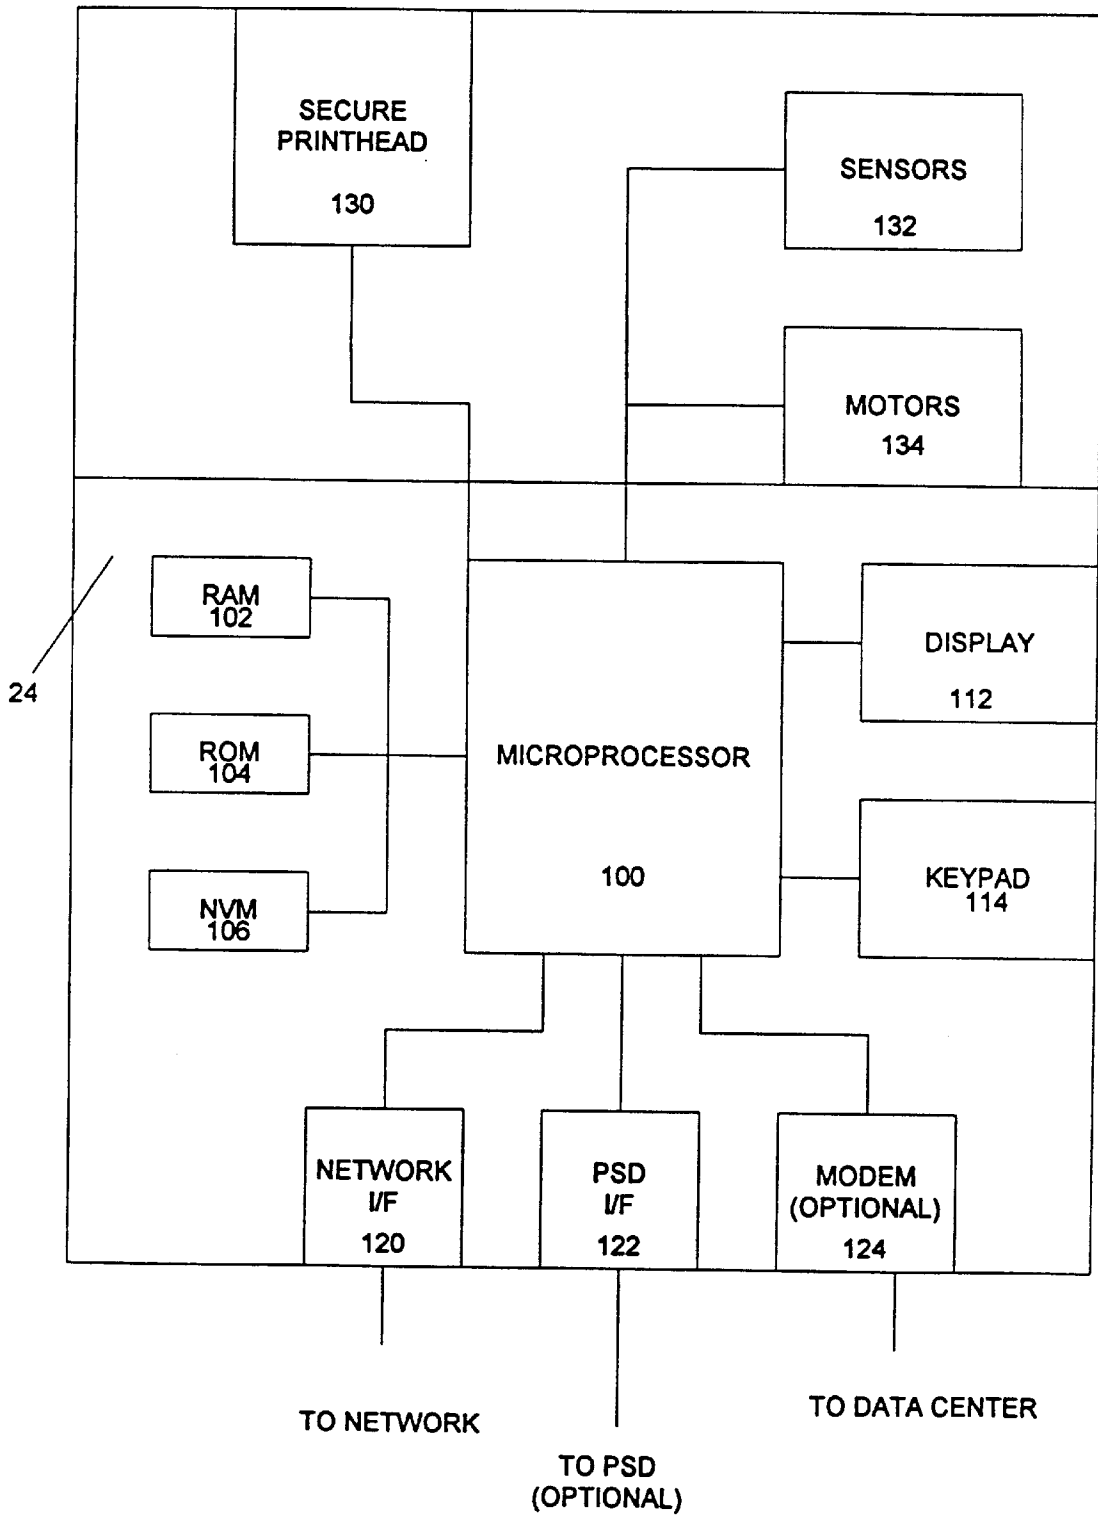 SECURE
PRINTHEAD
130
SENSORS
132
MOTORS
134
RAM
102
24
ROM
104
NVM
106
MICROPROCESSOR
100
DISPLAY
112
KEYPAD
114
NETWORK
I/F
120
PSD
I/F
122
MODEM
(OPTIONAL)
124
TO NETWORK
TO PSD
(OPTIONAL)
TO DATA CENTER